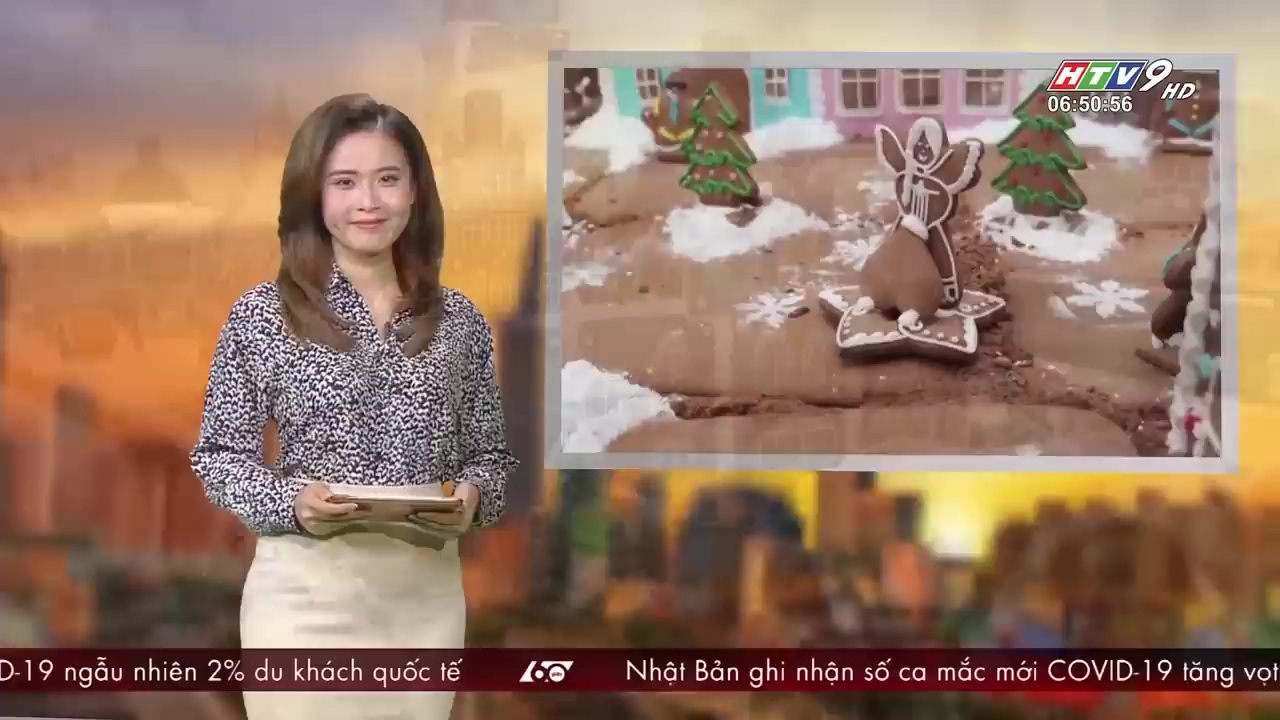 HTV9 HD
06:50:56
D-19 ngẫu nhiên 2% du khách quốc tế
60 Nhật Bản ghi nhận số ca mắc mới COVID-19 tăng vọt